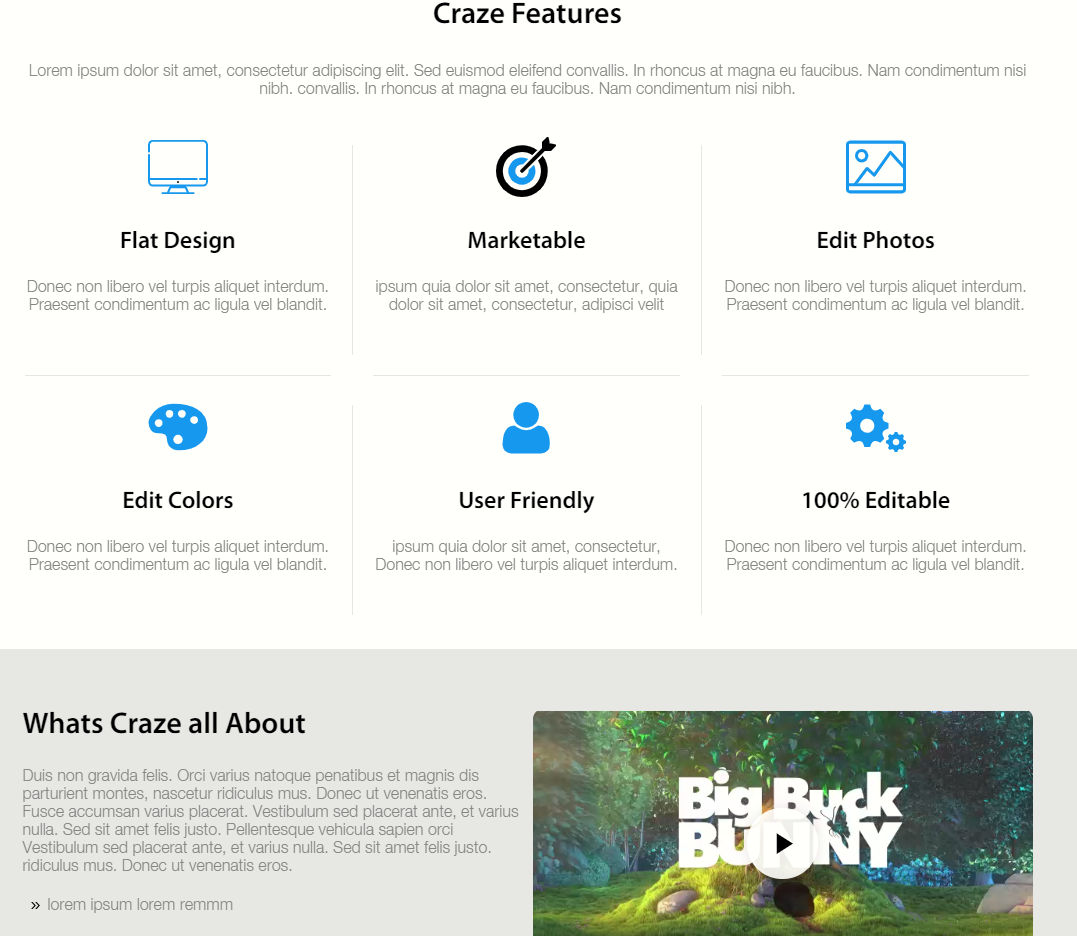 Craze Features
Lorem ipsum dolor sit amet, consectetur adipiscing elit. Sed euismod eleifend convallis. In rhoncus at magna eu faucibus. Nam condimentum nisi
nibh. convallis. In rhoncus at magna eu faucibus. Nam condimentum nisi nibh.
Flat Design
Donec non libero vel turpis aliquet interdum.
Praesent condimentum ac ligula vel blandit.
Marketable
ipsum quia dolor sit amet, consectetur, quia
dolor sit amet, consectetur, adipisci velit
Edit Photos
Donec non libero vel turpis aliquet interdum.
Praesent condimentum ac ligula vel blandit.
Edit Colors
Donec non libero vel turpis aliquet interdum.
Praesent condimentum ac ligula vel blandit.
User Friendly
ipsum quia dolor sit amet, consectetur,
Donec non libero vel turpis aliquet interdum.
100% Editable
Donec non libero vel turpis aliquet interdum.
Praesent condimentum ac ligula vel blandit.
Whats Craze all About
Duis non gravida felis. Orci varius natoque penatibus et magnis dis
parturient montes, nascetur ridiculus mus. Donec ut venenatis eros.
Fusce accumsan varius placerat. Vestibulum sed placerat ante, et varius
nulla. Sed sit amet felis justo. Pellentesque vehicula sapien orci
Vestibulum sed placerat ante, et varius nulla. Sed sit amet felis justo.
ridiculus mus. Donec ut venenatis eros.
» lorem ipsum lorem remmm
Big Buck
BUNNY